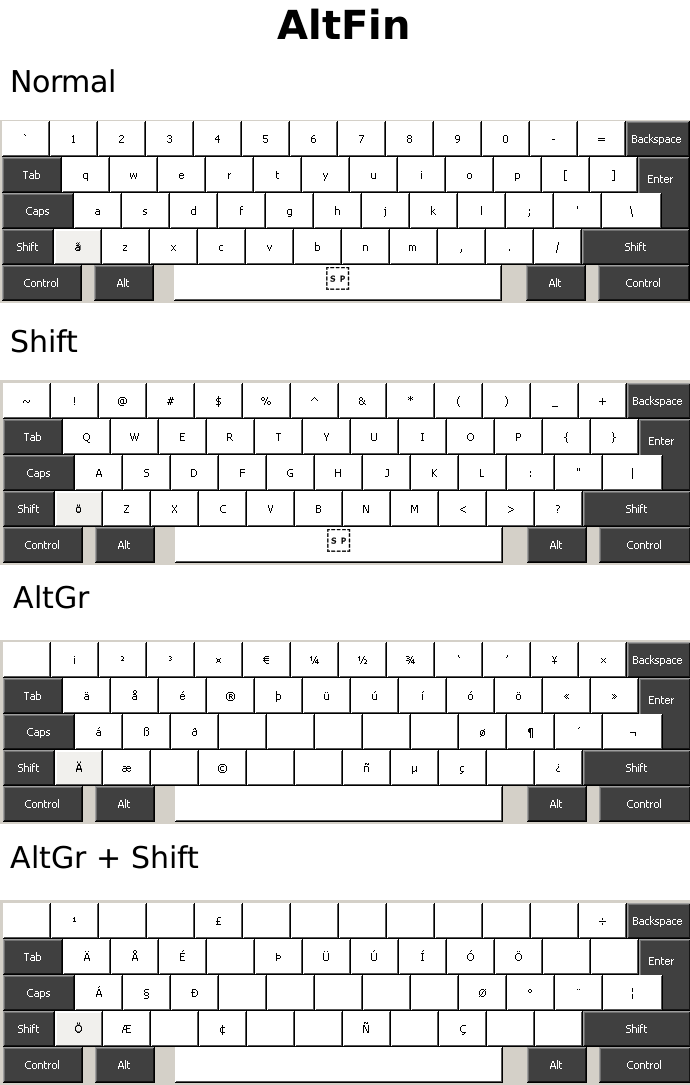 AltFin
Normal
` 1 2 3 4 5 6 7 8 9 0 - = Backspace
Tab q w e r t y u i o p [ ] Enter
Caps a s d f g h j k l ; ' \
Shift ä z x c v b n m , . / Shift
Control Alt SP Alt Control
Shift
~ ! @ # $ % ^ & * ( ) _ + Backspace
Tab Q W E R T Y U I O P { } Enter
Caps A S D F G H J K L : " |
Shift ö Z X C V B N M < > ? Shift
Control Alt SP Alt Control
AltGr
¡ ² ³ ¤ € ¼ ½ ¾ ‘ ’ ¥ × Backspace
Tab ä å é ® þ ü ú í ó ö « » Enter
Caps á ß ð ø ¶ ´ ¬
Shift Ä æ © ñ µ ç ¿ Shift
Control Alt Alt Control
AltGr + Shift
¹ £ ÷ Backspace
Tab Ä Å É Þ Ü Ú Í Ó Ö Enter
Caps Á § Ð Ø ° ¨ ¦
Shift Ö Æ ¢ Ñ Ç Shift
Control Alt Alt Control